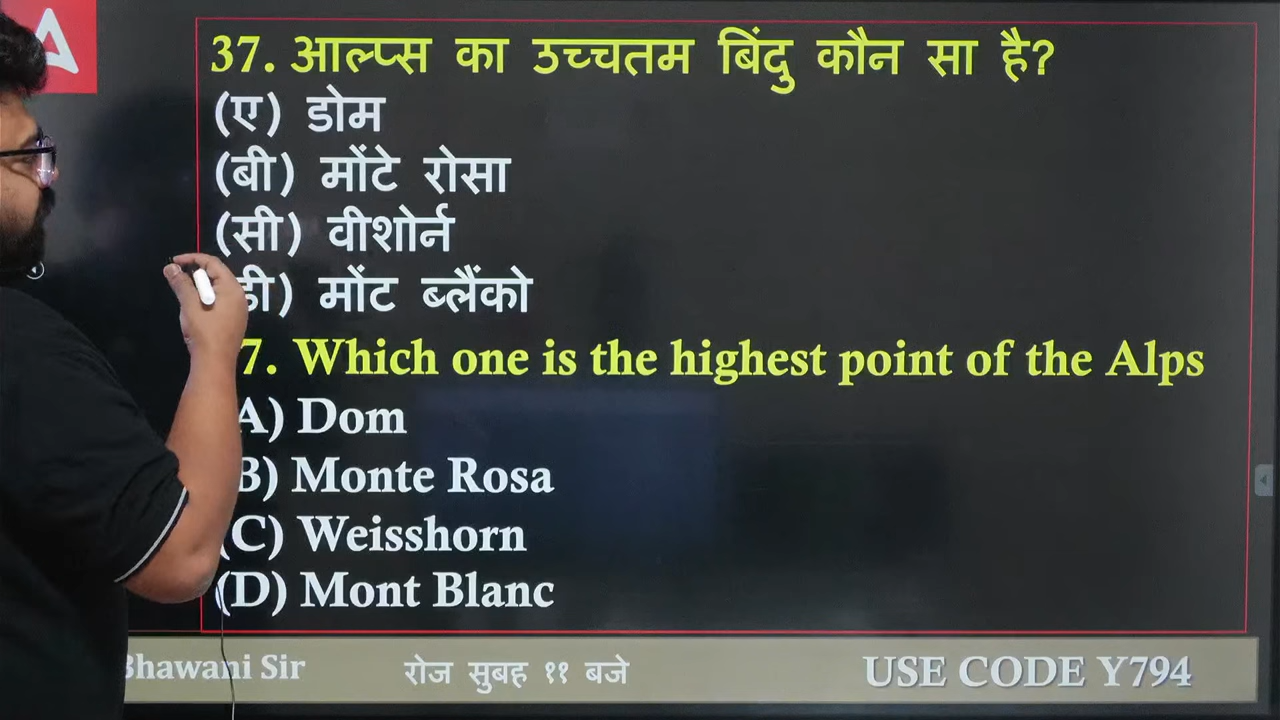 37. आल्प्स का उच्चतम बिंदु कौन सा है?
(ए) डोम
(बी) मोंटे रोसा
(सी) वीशोर्न
डी) मोंट ब्लैंको
7. Which one is the highest point of the Alps
A) Dom
B) Monte Rosa
(C) Weisshorn
(D) Mont Blanc
Bhawani Sir रोज सुबह ११ बजे USE CODE Y794